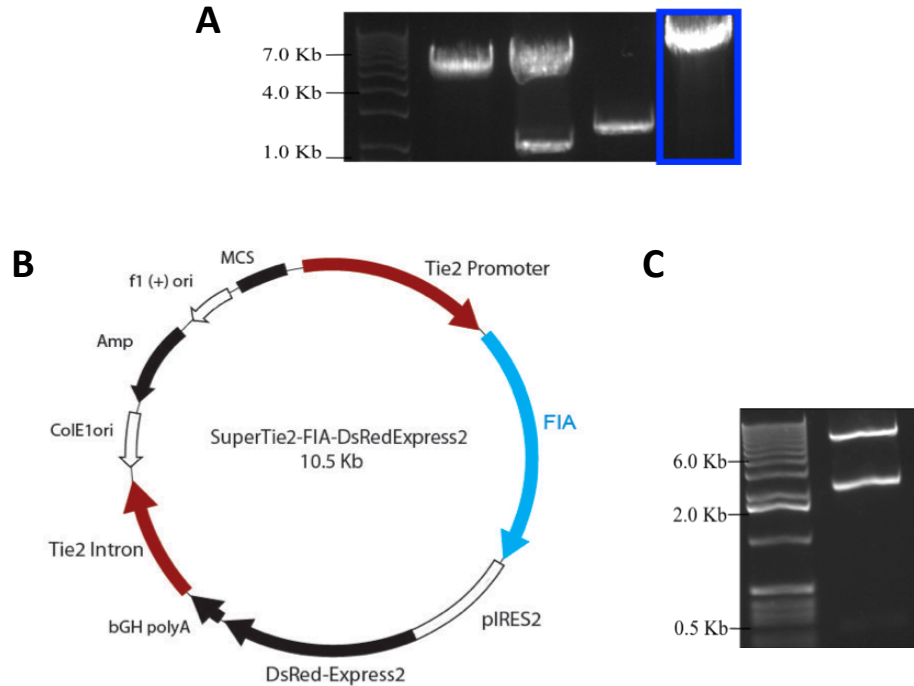 A
7.0 Kb
4.0 Kb
1.0 Kb
B
MCS
f1 (+) ori
Tie2 Promoter
Amp
FIA
ColE1ori
SuperTie2-FIA-DsRedExpress2
10.5 Kb
Tie2 Intron
pIRES2
bGH polyA
DsRed-Express2
C
6.0 Kb
2.0 Kb
0.5 Kb